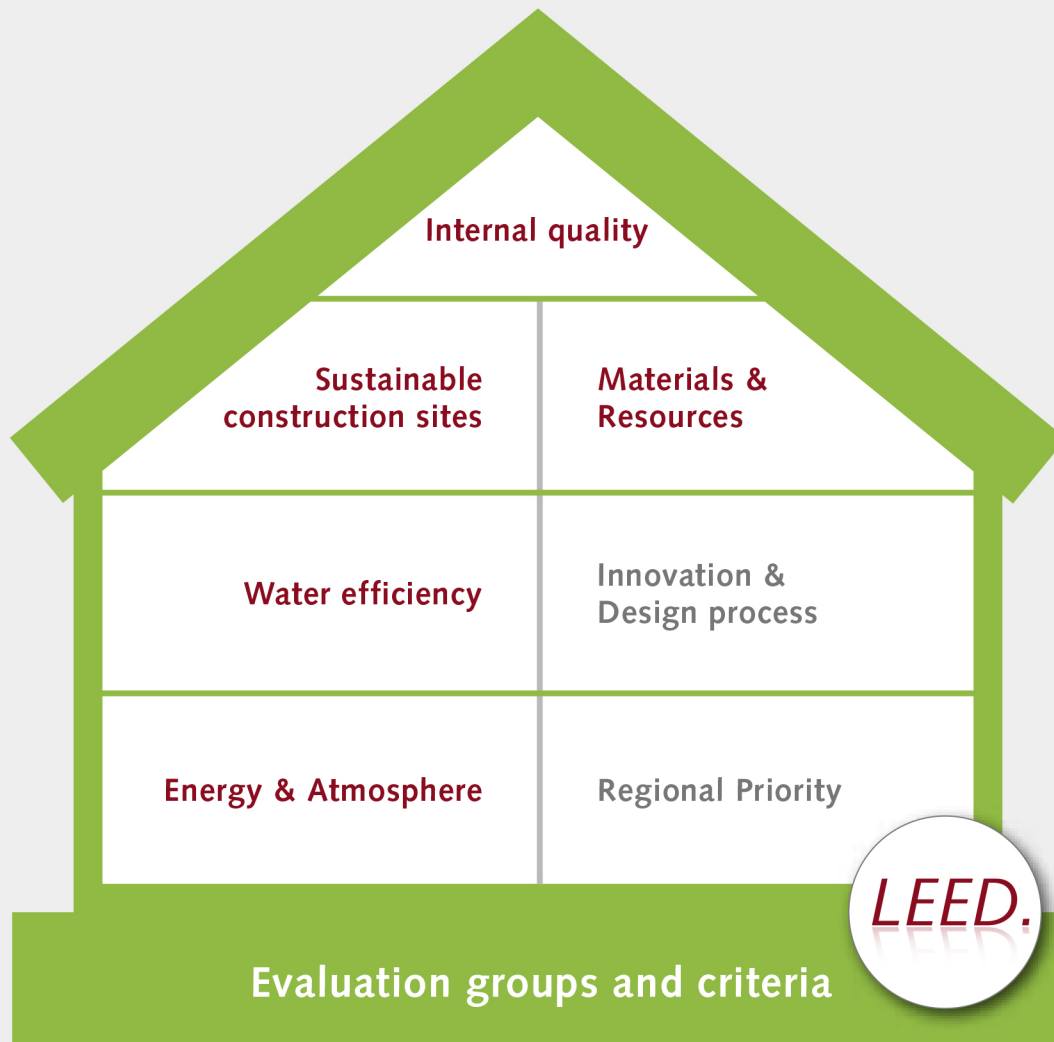 Internal quality
Sustainable
construction sites
Materials &
Resources
Water efficiency
Innovation &
Design process
Energy & Atmosphere
Regional Priority
LEED.
Evaluation groups and criteria